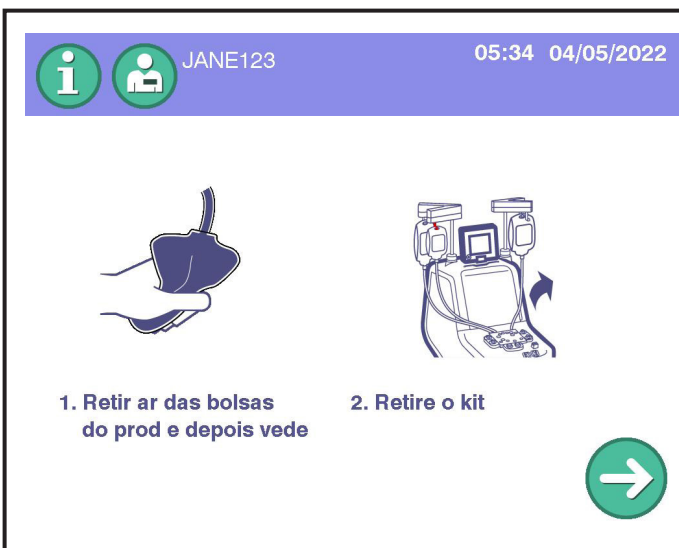 JANE123
05:34 04/05/2022
1. Retir ar das bolsas
do prod e depois vede
2. Retire o kit